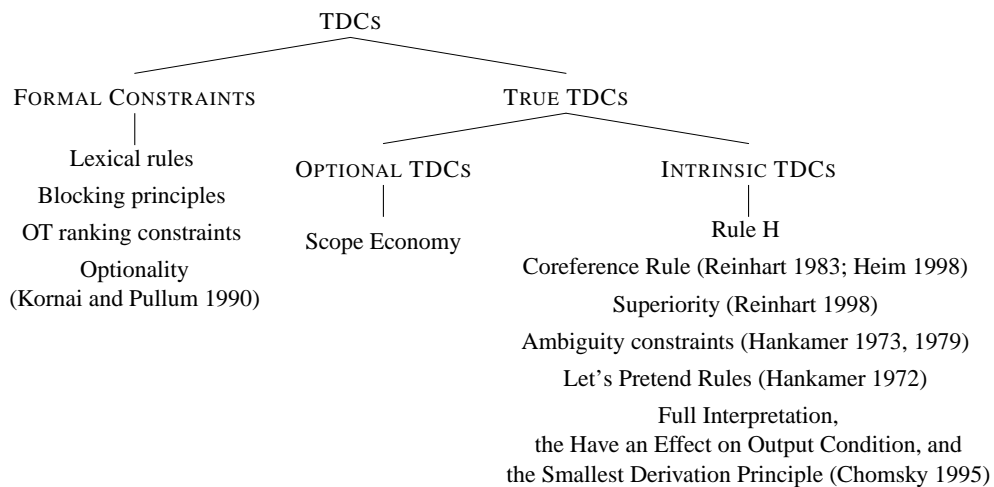 TDCs
FORMAL CONSTRAINTS
Lexical rules
Blocking principles
OT ranking constraints
Optionality
(Kornai and Pullum 1990)
TRUE TDCs
OPTIONAL TDCs
Scope Economy
INTRINSIC TDCs
Rule H
Coreference Rule (Reinhart 1983; Heim 1998)
Superiority (Reinhart 1998)
Ambiguity constraints (Hankamer 1973, 1979)
Let's Pretend Rules (Hankamer 1972)
Full Interpretation,
the Have an Effect on Output Condition, and
the Smallest Derivation Principle (Chomsky 1995)